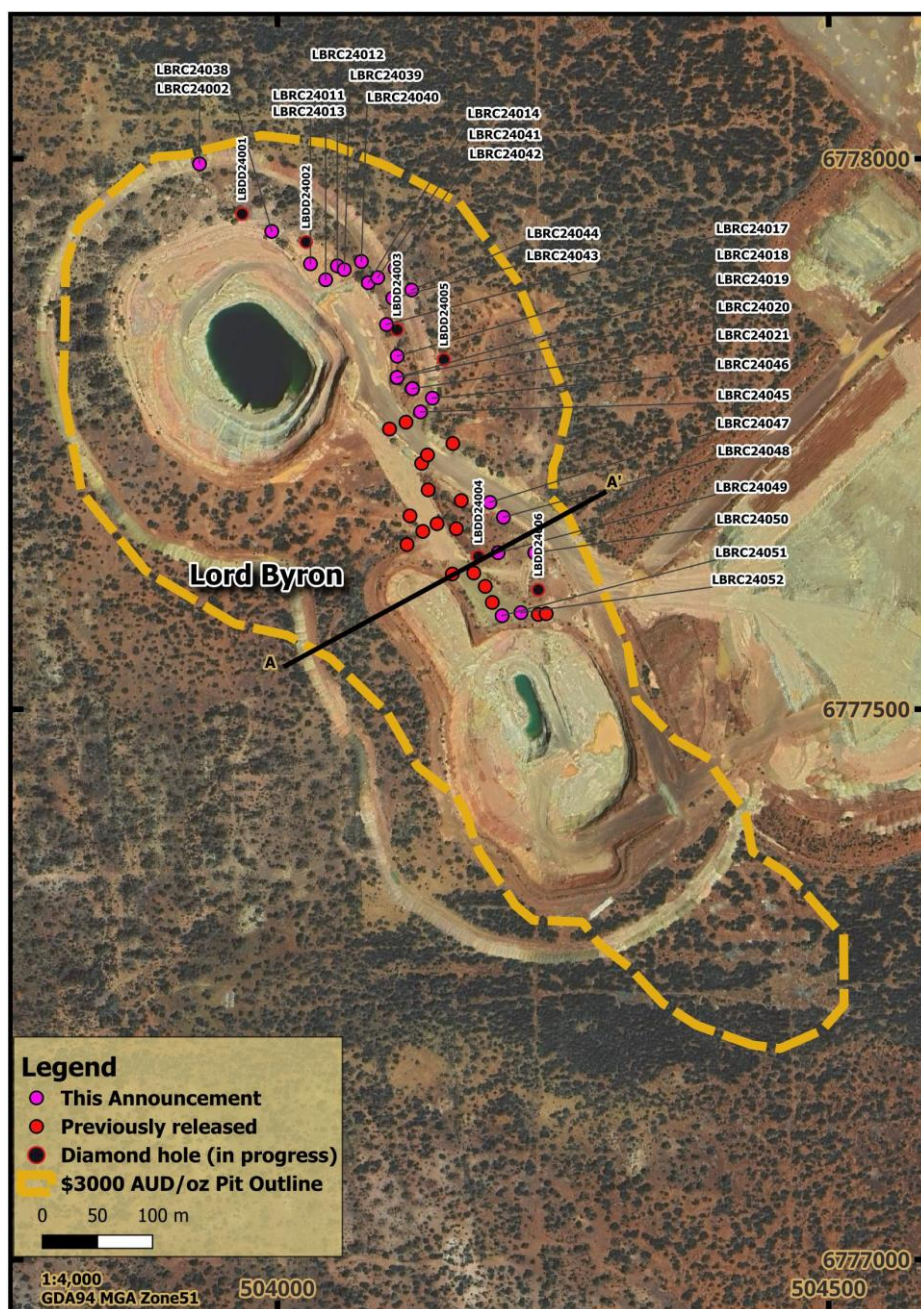 LBRC24012
LBRC24038
LBRC24039
LBRC24002
LBRC24011
LBRC24040
LBRC24013
LBRC24014
LBRC24041
LBRC24042
6778000
LBDD24001
LBDD24002
LBDD24003
LBDD24005
LBRC24044
LBRC24043
LBRC24017
LBRC24018
LBRC24019
LBRC24020
LBRC24021
LBRC24046
LBRC24045
LBRC24047
LBRC24048
LBRC24049
LBRC24050
LBRC24051
LBRC24052
LBDD24004
A'
Lord Byron
A
6777500
Legend
This Announcement
Previously released
Diamond hole (in progress)
$3000 AUD/oz Pit Outline
0 50 100 m
1:4,000
GDA94 MGA Zone51
504000
504500
6777000